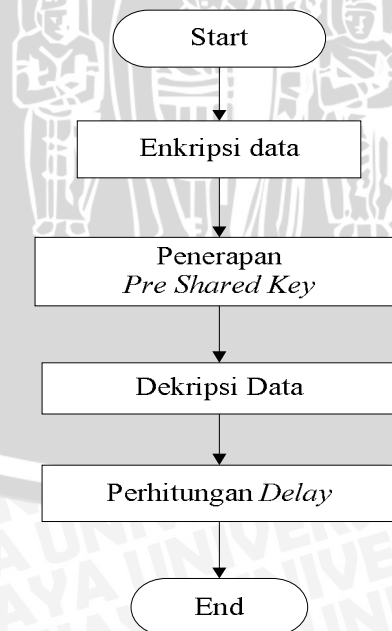 Start
Enkripsi data
Penerapan
Pre Shared Key
Dekripsi Data
Perhitungan Delay
End